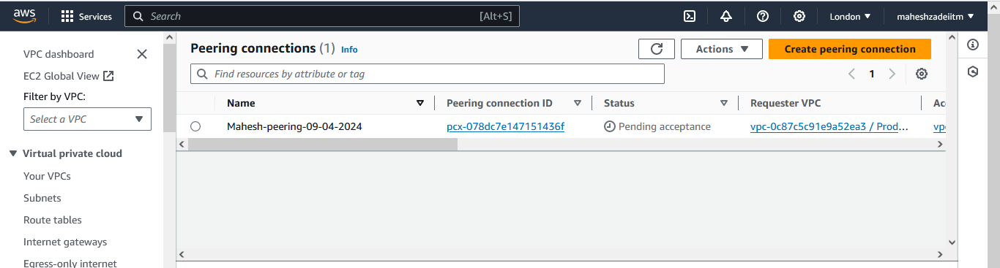 aws Services Search [Alt+S] London maheshzadeiitm
VPC dashboard
EC2 Global View
Filter by VPC:
Select a VPC
Virtual private cloud
Your VPCs
Subnets
Route tables
Internet gateways
Egress-only internet
Peering connections (1) Info Actions Create peering connection
Find resources by attribute or tag 1
Name Peering connection ID Status Requester VPC Ac
Mahesh-peering-09-04-2024 pcx-078dc7e147151436f Pending acceptance vpc-0c87c5c91e9a52ea3 / Prod... vpc